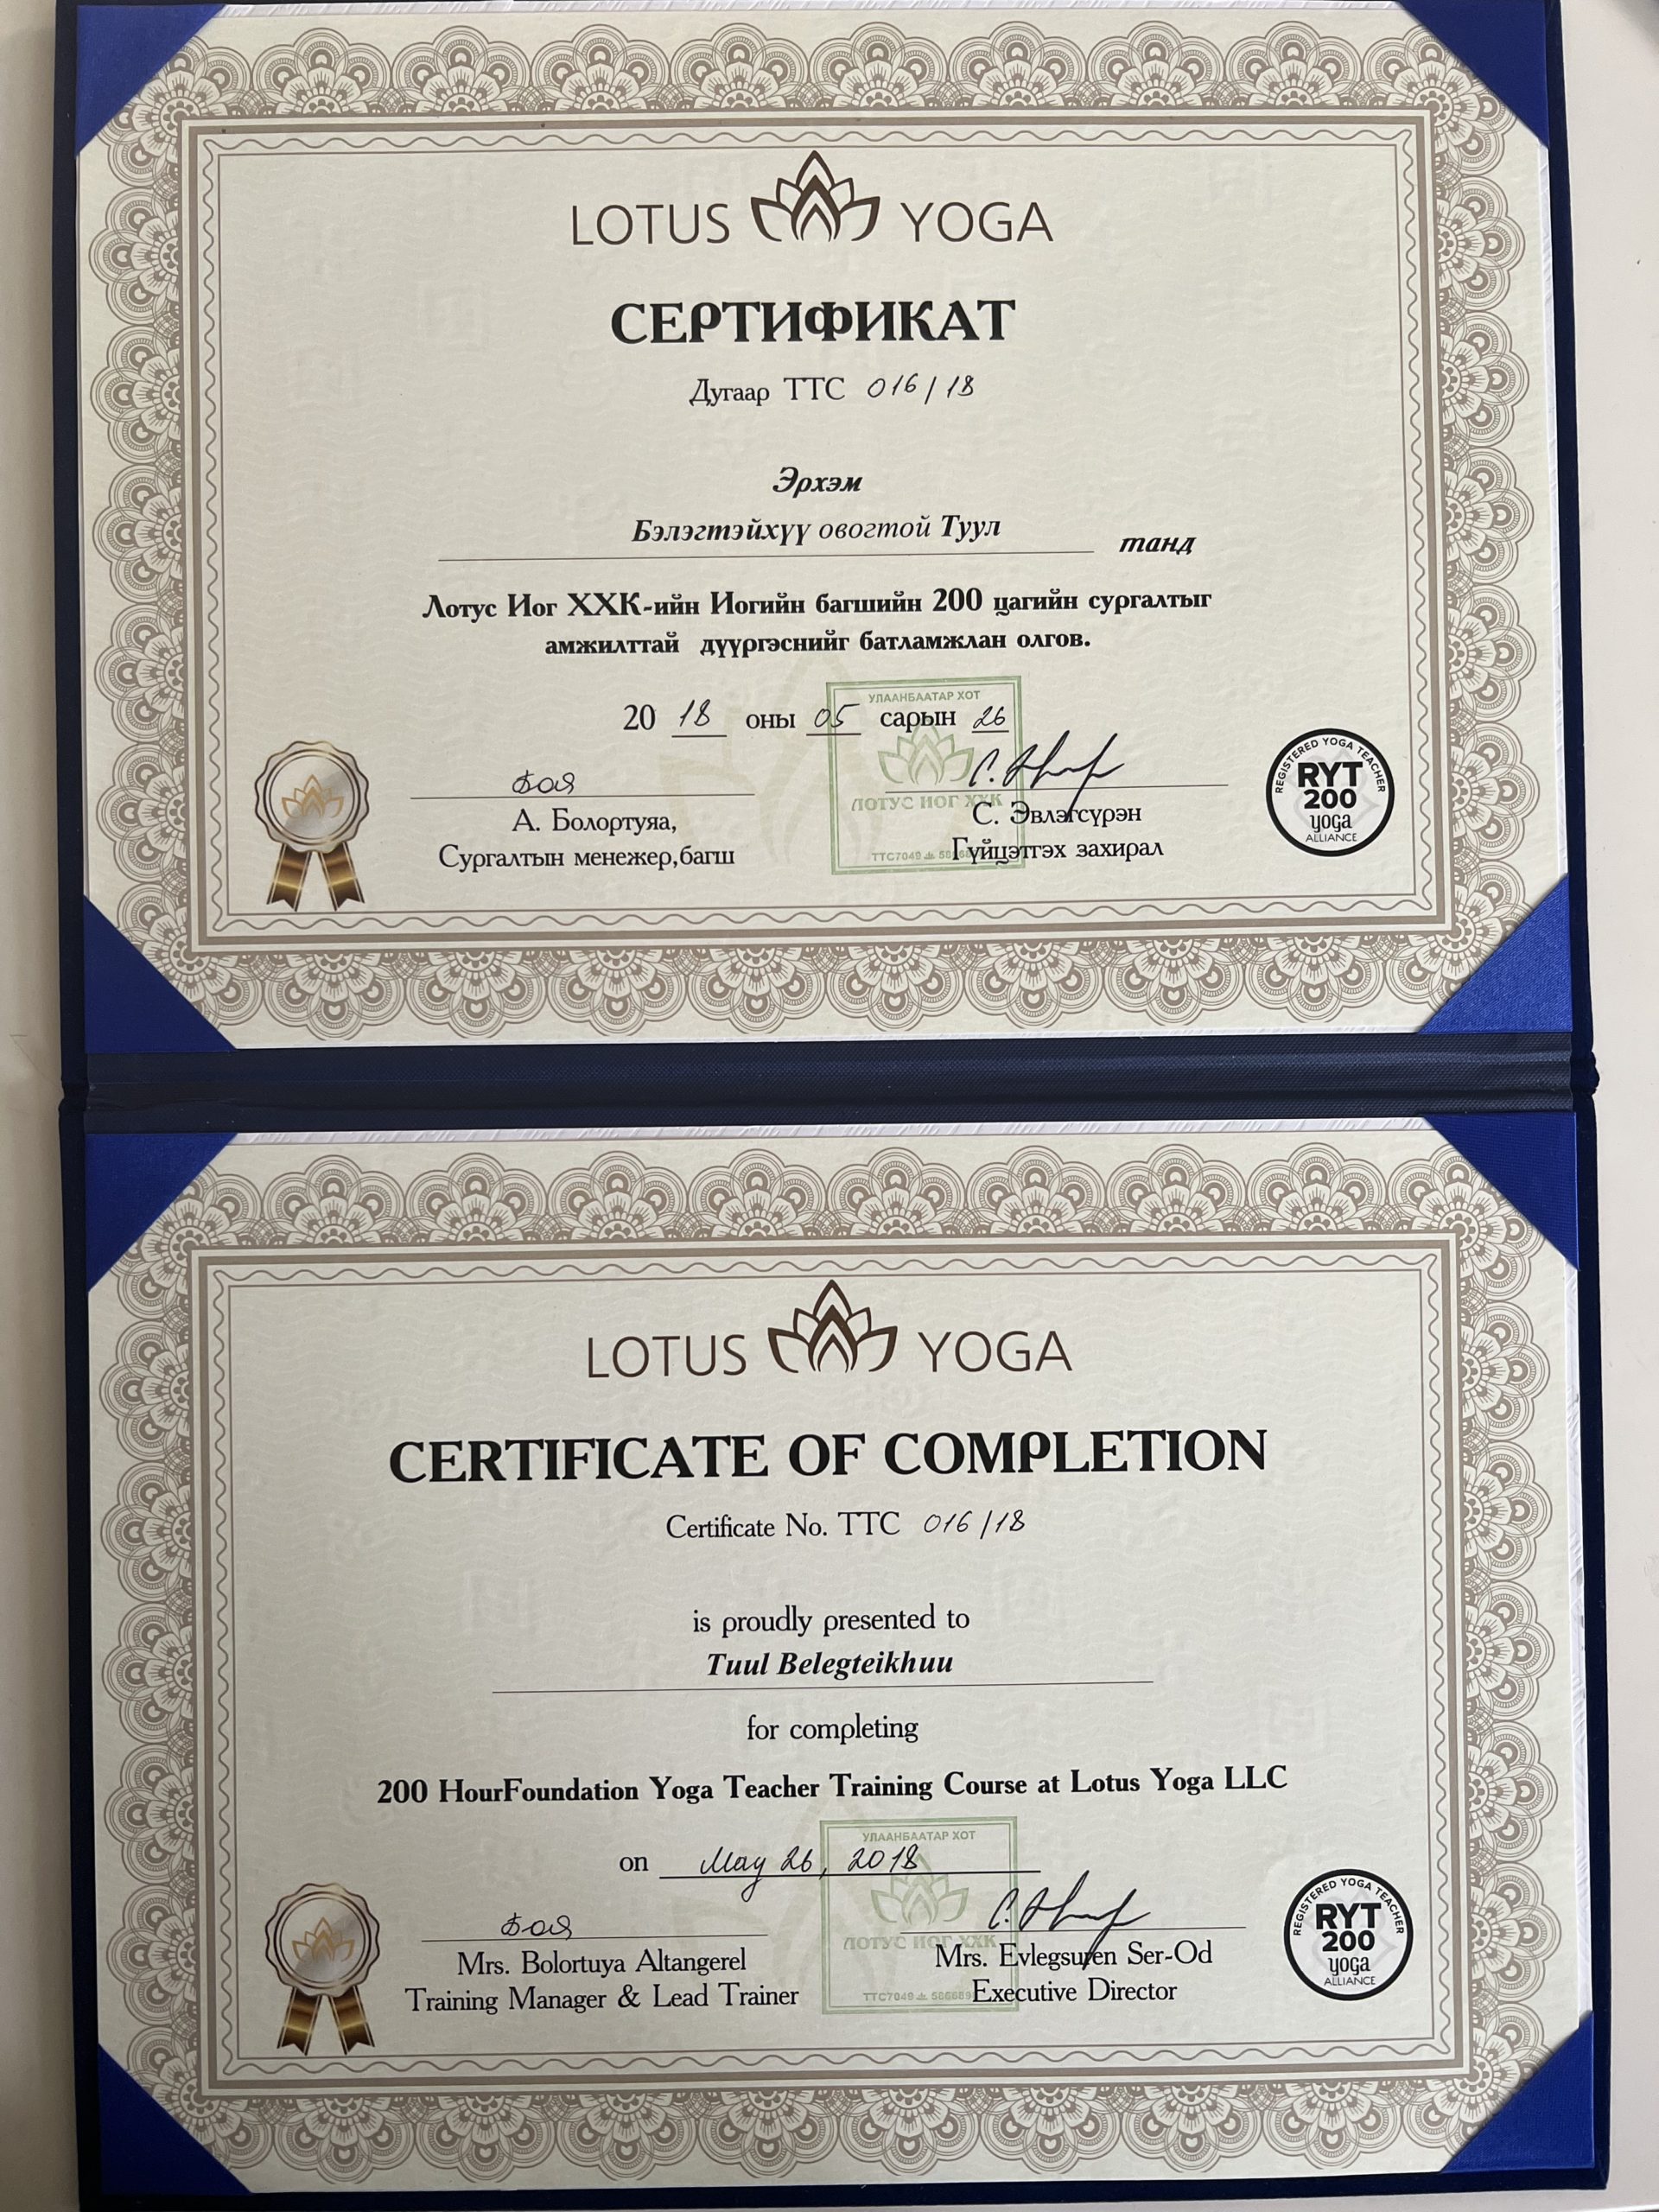 LOTUS YOGA
СЕРТИФИКАТ
Дугаар ТТС 016/18
Эрхэм
Бэлэгтэйхүү овогтой Туул танд
Лотус Иог ХХК-ийн Иогийн багшийн 200 цагийн сургалтыг
амжилттай дүүргэснийг батламжлан олгов.
УЛААНБААТАР ХОТ
20 18 оны 05 сарын 26
ЛОТУС ИОГ ХХК
А. Болортуяа,
Сургалтын менежер,багш
С. Эвлэгсүрэн
Гүйцэтгэх захирал
ТТС7049
REGISTERED YOGA TEACHER
RYT
200
yoga
ALLIANCE
LOTUS YOGA
CERTIFICATE OF COMPLETION
Certificate No. TTC 016/18
is proudly presented to
Tuul Belegteikhuu
for completing
200 HourFoundation Yoga Teacher Training Course at Lotus Yoga LLC
УЛААНБААТАР ХОТ
on May 26, 2018
ЛОТУС ИОГ ХХК
Mrs. Bolortuya Altangerel
Training Manager & Lead Trainer
Mrs. Evlegsuren Ser-Od
Executive Director
ТТС7049
REGISTERED YOGA TEACHER
RYT
200
yoga
ALLIANCE